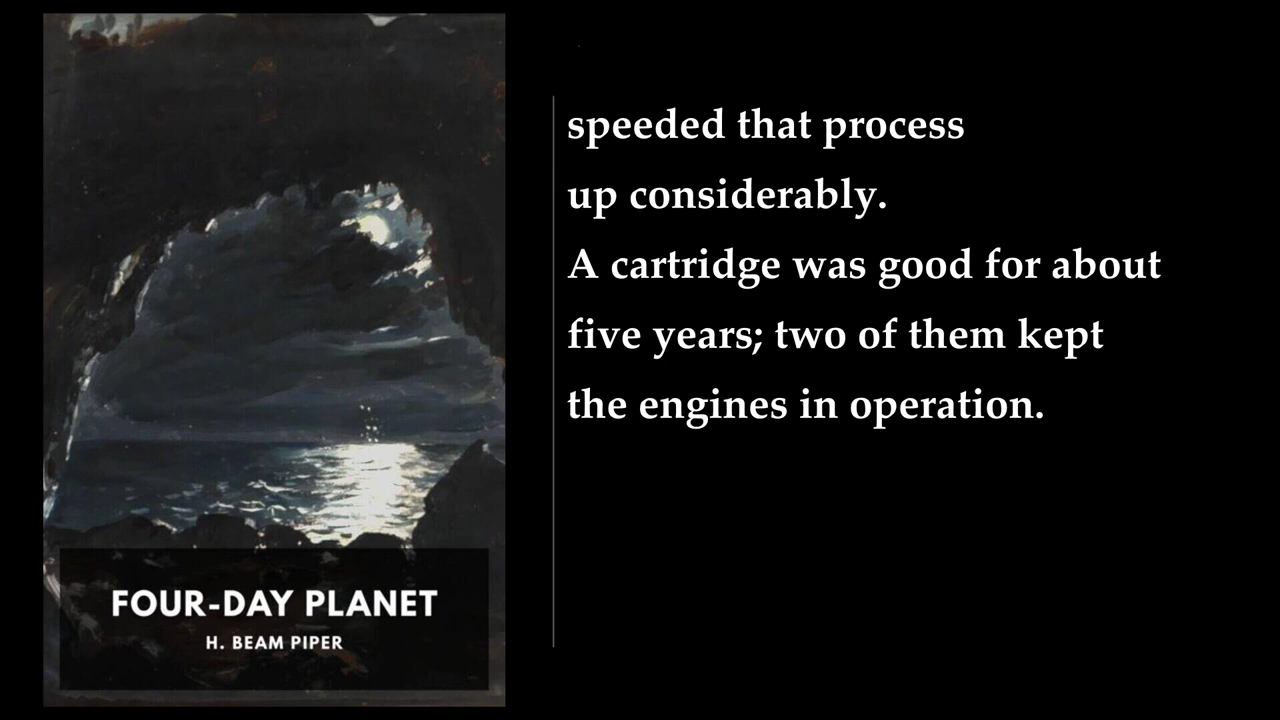 speeded that process
up considerably.
A cartridge was good for about
five years; two of them kept
the engines in operation.
FOUR-DAY PLANET
H. BEAM PIPER